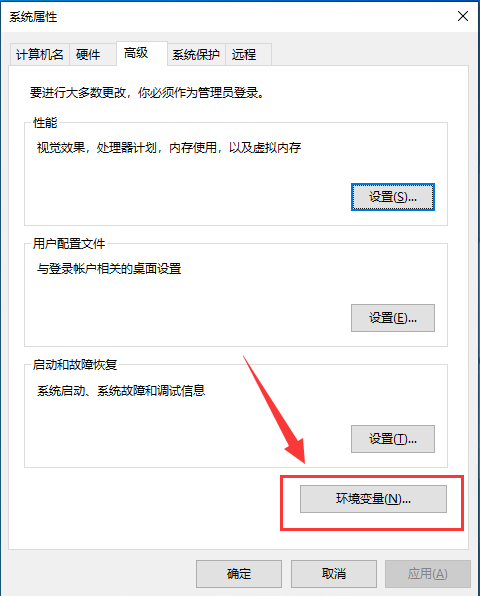 系统属性
计算机名 硬件 高级 系统保护 远程
要进行大多数更改，你必须作为管理员登录。
性能
视觉效果，处理器计划，内存使用，以及虚拟内存
设置(S)...
用户配置文件
与登录帐户相关的桌面设置
设置(E)...
启动和故障恢复
系统启动、系统故障和调试信息
设置(T)...
环境变量(N)...
确定 取消 应用(A)